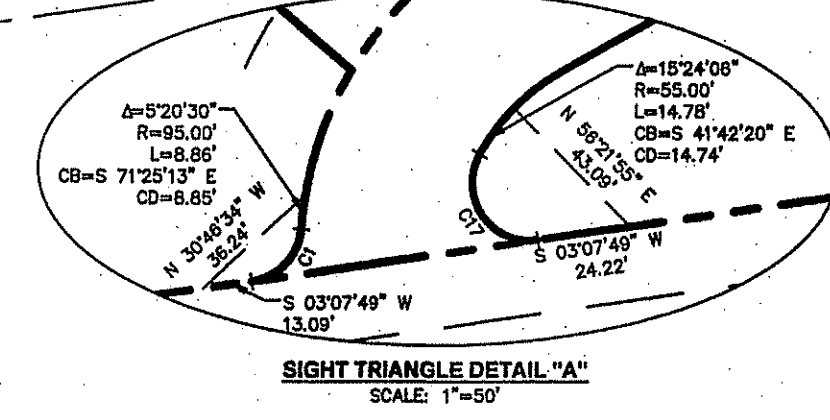 Δ=5°20'30"
R=95.00'
L=8.86'
CB=S 71°25'13" E
CD=8.85'
N 30°46'34" W
36.24'
C1
S 03°07'49" W
13.09'
Δ=15°24'06"
R=55.00'
L=14.78'
CB=S 41°42'20" E
CD=14.74'
N 56°21'55" E
43.09'
C17
S 03°07'49" W
24.22'
SIGHT TRIANGLE DETAIL "A"
SCALE: 1"=50'